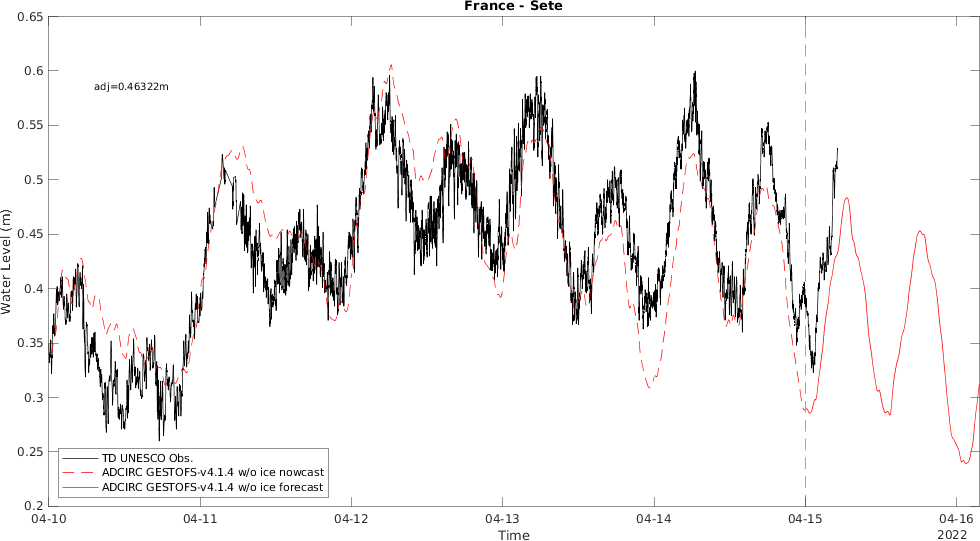 France - Sete
0.65
0.6
0.55
0.5
0.45
0.4
0.35
0.3
0.25
0.2
Water Level (m)
adj=0.46322m
TD UNESCO Obs.
ADCIRC GESTOFS-v4.1.4 w/o ice nowcast
ADCIRC GESTOFS-v4.1.4 w/o ice forecast
04-10 04-11 04-12 04-13 04-14 04-15 04-16
2022
Time